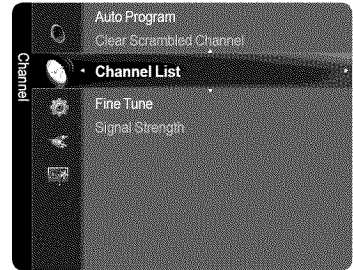 Channel
Auto Program
Clear Scrambled Channel
Channel List
Fine Tune
Signal Strength